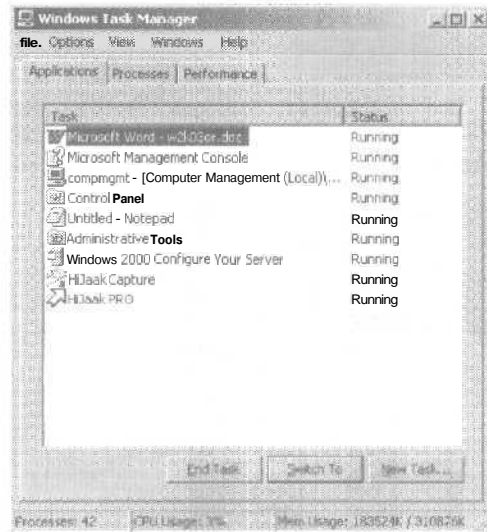 Windows Task Manager
file. Options View Windows Help
Applications Processes Performance
Task Status
Microsoft Word - w2k03or.doc Running
Microsoft Management Console Running
compmgmt - [Computer Management (Local)\... Running
Control Panel Running
Untitled - Notepad Running
Administrative Tools Running
Windows 2000 Configure Your Server Running
HiJaak Capture Running
HiJaak PRO Running
End Task Switch To New Task...
Processes: 42 CPU Usage: 3% Mem Usage: 183524K / 310876K